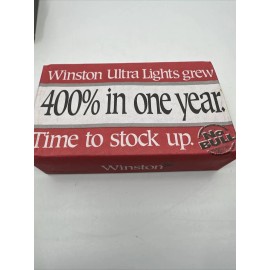 Winston Ultra Lights grew
400% in one year.
Time to stock up.
No
BULL
Winston